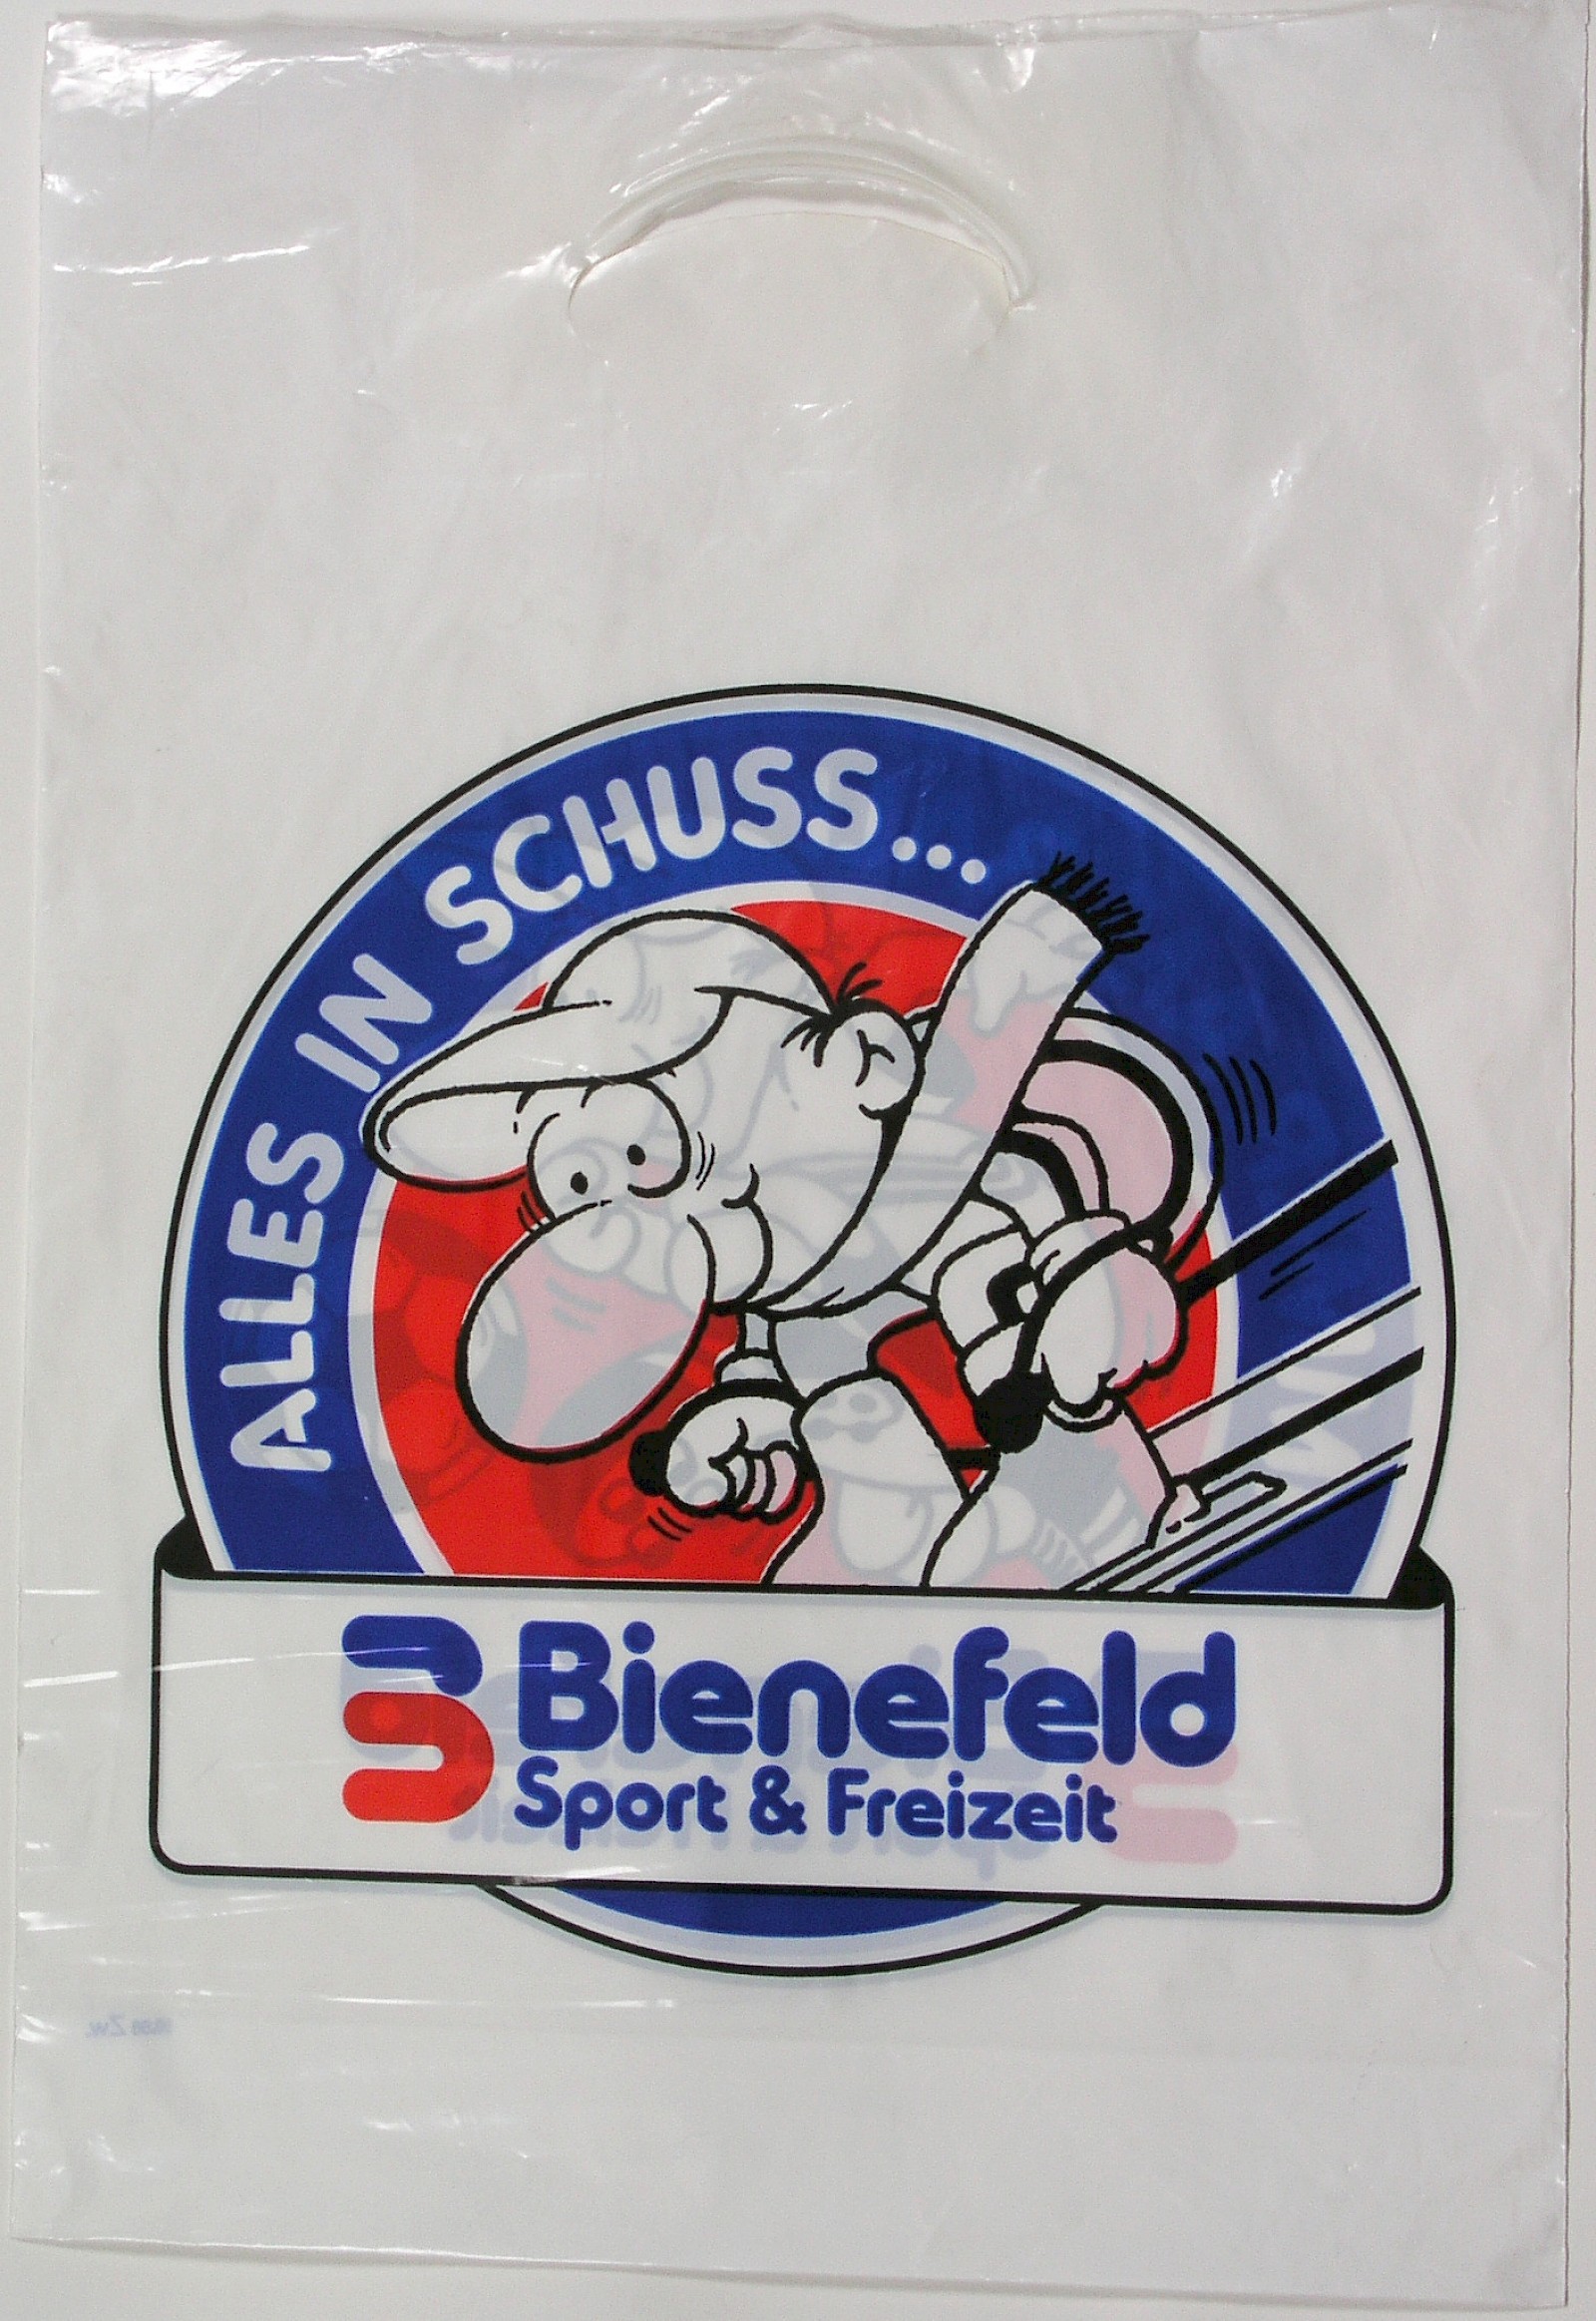 ALLES IN SCHUSS...
Bienefeld
Sport & Freizeit